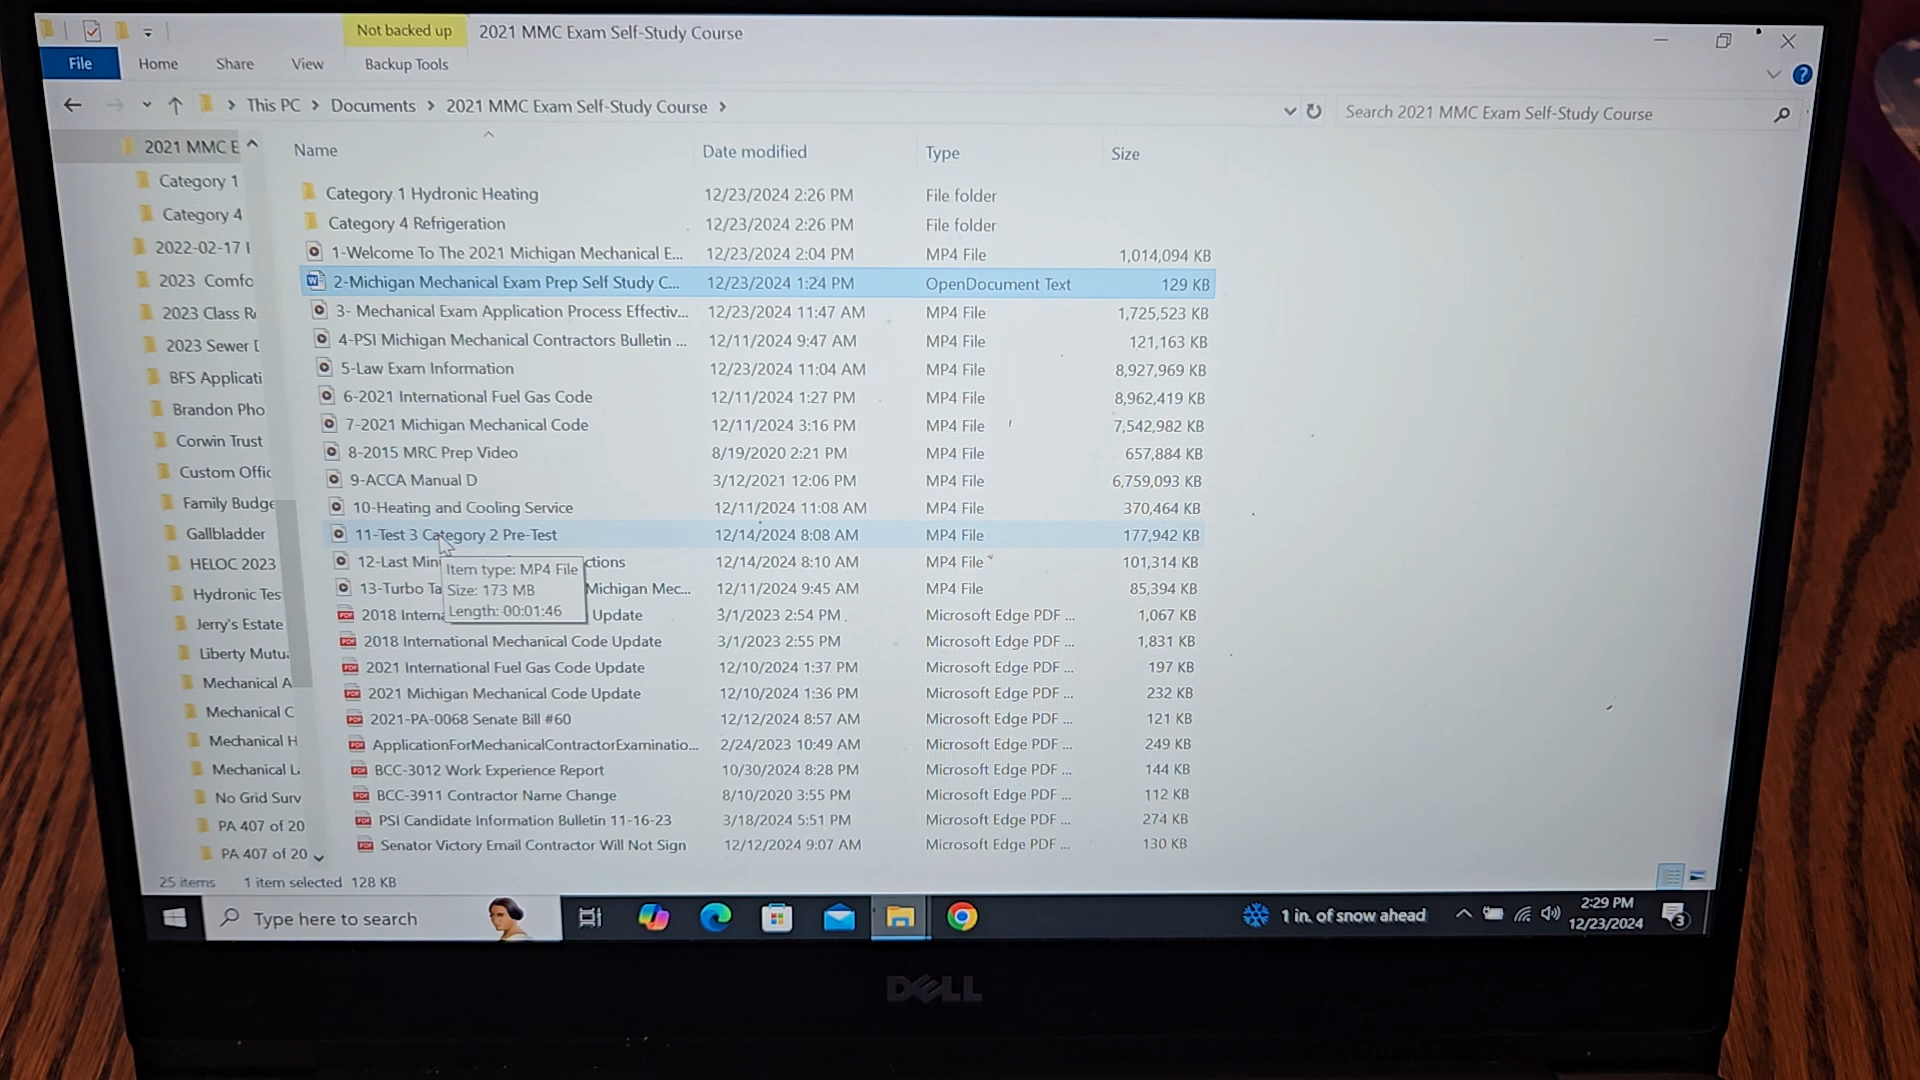 Not backed up 2021 MMC Exam Self-Study Course
File Home Share View Backup Tools
This PC Documents 2021 MMC Exam Self-Study Course Search 2021 MMC Exam Self-Study Course
Name Date modified Type Size
2021 MMC E
Category 1
Category 4
2022-02-17
2023 Comfo
2023 Class R
2023 Sewer
BFS Applicati
Brandon Pho
Corwin Trust
Custom Offic
Family Budge
Gallbladder
HELOC 2023
Hydronic Tes
Jerry's Estate
Liberty Mutu
Mechanical A
Mechanical C
Mechanical H
Mechanical L
No Grid Surv
PA 407 of 20
PA 407 of 20
Category 1 Hydronic Heating 12/23/2024 2:26 PM File folder
Category 4 Refrigeration 12/23/2024 2:26 PM File folder
1-Welcome To The 2021 Michigan Mechanical E... 12/23/2024 2:04 PM MP4 File 1,014,094 KB
2-Michigan Mechanical Exam Prep Self Study C... 12/23/2024 1:24 PM OpenDocument Text 129 KB
3- Mechanical Exam Application Process Effectiv... 12/23/2024 11:47 AM MP4 File 1,725,523 KB
4-PSI Michigan Mechanical Contractors Bulletin ... 12/11/2024 9:47 AM MP4 File 121,163 KB
5-Law Exam Information 12/23/2024 11:04 AM MP4 File 8,927,969 KB
6-2021 International Fuel Gas Code 12/11/2024 1:27 PM MP4 File 8,962,419 KB
7-2021 Michigan Mechanical Code 12/11/2024 3:16 PM MP4 File 7,542,982 KB
8-2015 MRC Prep Video 8/19/2020 2:21 PM MP4 File 657,884 KB
9-ACCA Manual D 3/12/2021 12:06 PM MP4 File 6,759,093 KB
10-Heating and Cooling Service 12/11/2024 11:08 AM MP4 File 370,464 KB
11-Test 3 Category 2 Pre-Test 12/14/2024 8:08 AM MP4 File 177,942 KB
12-Last Min ctions 12/14/2024 8:10 AM MP4 File 101,314 KB
13-Turbo Ta Michigan Mec... 12/11/2024 9:45 AM MP4 File 85,394 KB
Item type: MP4 File
Size: 173 MB
Length: 00:01:46
2018 Interna Update 3/1/2023 2:54 PM Microsoft Edge PDF ... 1,067 KB
2018 International Mechanical Code Update 3/1/2023 2:55 PM Microsoft Edge PDF ... 1,831 KB
2021 International Fuel Gas Code Update 12/10/2024 1:37 PM Microsoft Edge PDF ... 197 KB
2021 Michigan Mechanical Code Update 12/10/2024 1:36 PM Microsoft Edge PDF ... 232 KB
2021-PA-0068 Senate Bill #60 12/12/2024 8:57 AM Microsoft Edge PDF ... 121 KB
ApplicationForMechanicalContractorExaminatio... 2/24/2023 10:49 AM Microsoft Edge PDF ... 249 KB
BCC-3012 Work Experience Report 10/30/2024 8:28 PM Microsoft Edge PDF ... 144 KB
BCC-3911 Contractor Name Change 8/10/2020 3:55 PM Microsoft Edge PDF ... 112 KB
PSI Candidate Information Bulletin 11-16-23 3/18/2024 5:51 PM Microsoft Edge PDF ... 274 KB
Senator Victory Email Contractor Will Not Sign 12/12/2024 9:07 AM Microsoft Edge PDF ... 130 KB
25 items 1 item selected 128 KB
Type here to search 1 in. of snow ahead 2:29 PM
12/23/2024 3
DELL